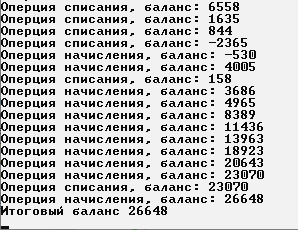 Оперция списания, баланс: 6558
Оперция списания, баланс: 1635
Оперция списания, баланс: 844
Оперция списания, баланс: -2365
Оперция начисления, баланс: -530
Оперция начисления, баланс: 4005
Оперция списания, баланс: 158
Оперция начисления, баланс: 3686
Оперция начисления, баланс: 4965
Оперция начисления, баланс: 8389
Оперция начисления, баланс: 11436
Оперция начисления, баланс: 13963
Оперция начисления, баланс: 18923
Оперция начисления, баланс: 20643
Оперция начисления, баланс: 23070
Оперция списания, баланс: 23070
Оперция начисления, баланс: 26648
Итоговый баланс 26648